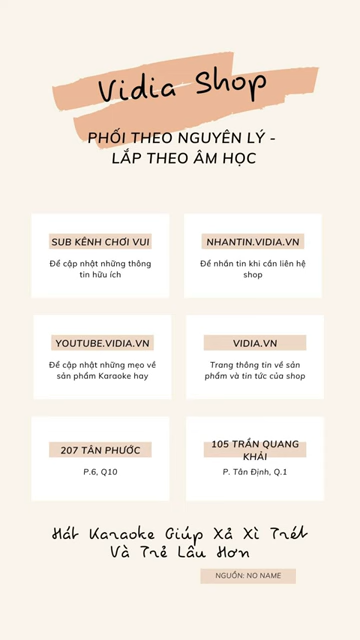 Vidia Shop
PHỐI THEO NGUYÊN LÝ -
LẮP THEO ÂM HỌC
SUB KÊNH CHƠI VUI
Để cập nhật những thông
tin hữu ích
NHANTIN.VIDIA.VN
Để nhắn tin khi cần liên hệ
shop
YOUTUBE.VIDIA.VN
Để cập nhật những mẹo về
sản phẩm Karaoke hay
VIDIA.VN
Trang thông tin về sản
phẩm và tin tức của shop
207 TÂN PHƯỚC
P.6, Q10
105 TRẦN QUANG
KHẢI
P. Tân Định, Q.1
Hát Karaoke Giúp Xả Xì Trét
Và Trẻ Lâu Hơn
NGUỒN: NO NAME